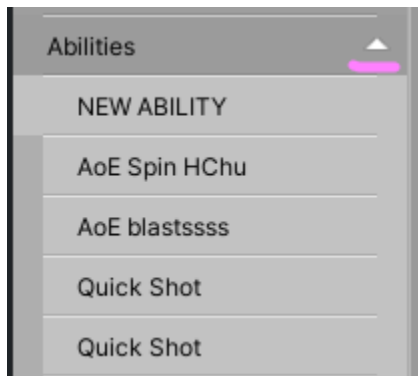 Abilities
NEW ABILITY
AoE Spin HChu
AoE blastssss
Quick Shot
Quick Shot